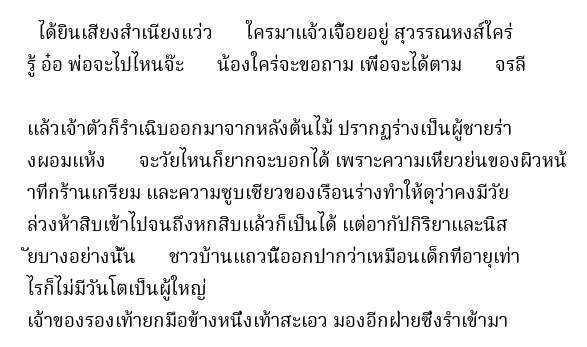 ได้ยินเสียงสำเนียงแว่ว ใครมาแจ้วเจื้อยอยู่ สุวรรณหงส์ใคร่
รู้ อ๋อ พ่อจะไปไหนจ๊ะ น้องใคร่จะขอถาม เพื่อจะได้ตาม จรลี
แล้วเจ้าตัวก็รำเฉิบออกมาจากหลังต้นไม้ ปรากฏร่างเป็นผู้ชายร่า
งผอมแห้ง จะวัยไหนก็ยากจะบอกได้ เพราะความเหี่ยวย่นของผิวหน้
าที่กร้านเกรียม และความซูบเซียวของเรือนร่างทำให้ดูว่าคงมีวัย
ล่วงห้าสิบเข้าไปจนถึงหกสิบแล้วก็เป็นได้ แต่อากัปกิริยาและนิส
ัยบางอย่างนั้น ชาวบ้านแถวนี้ออกปากว่าเหมือนเด็กที่อายุเท่า
ไรก็ไม่มีวันโตเป็นผู้ใหญ่
เจ้าของรองเท้ายกมือข้างหนึ่งเท้าสะเอว มองอีกฝ่ายซึ่งรำเข้ามา